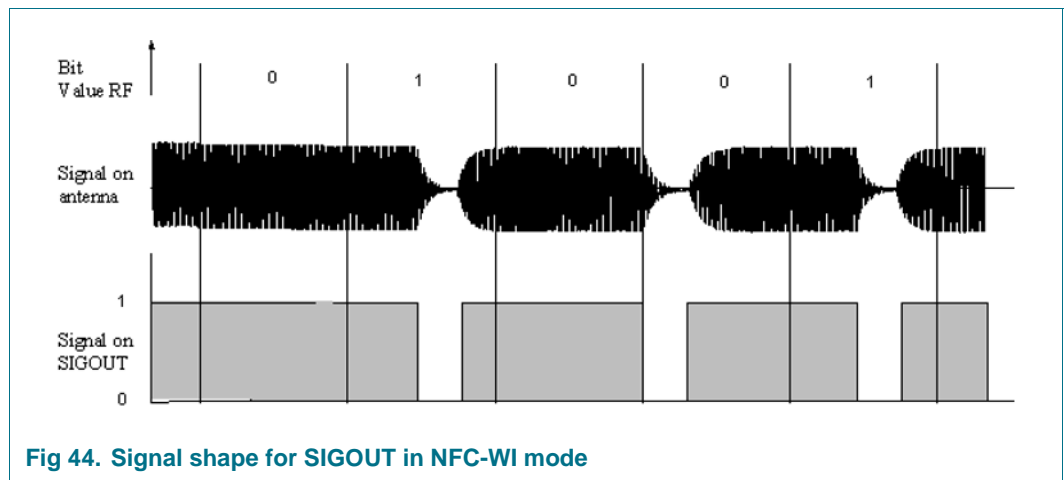 Bit
Value RF
0 1 0 0 1
Signal on
antenna
1
Signal on
SIGOUT
0
Fig 44. Signal shape for SIGOUT in NFC-WI mode